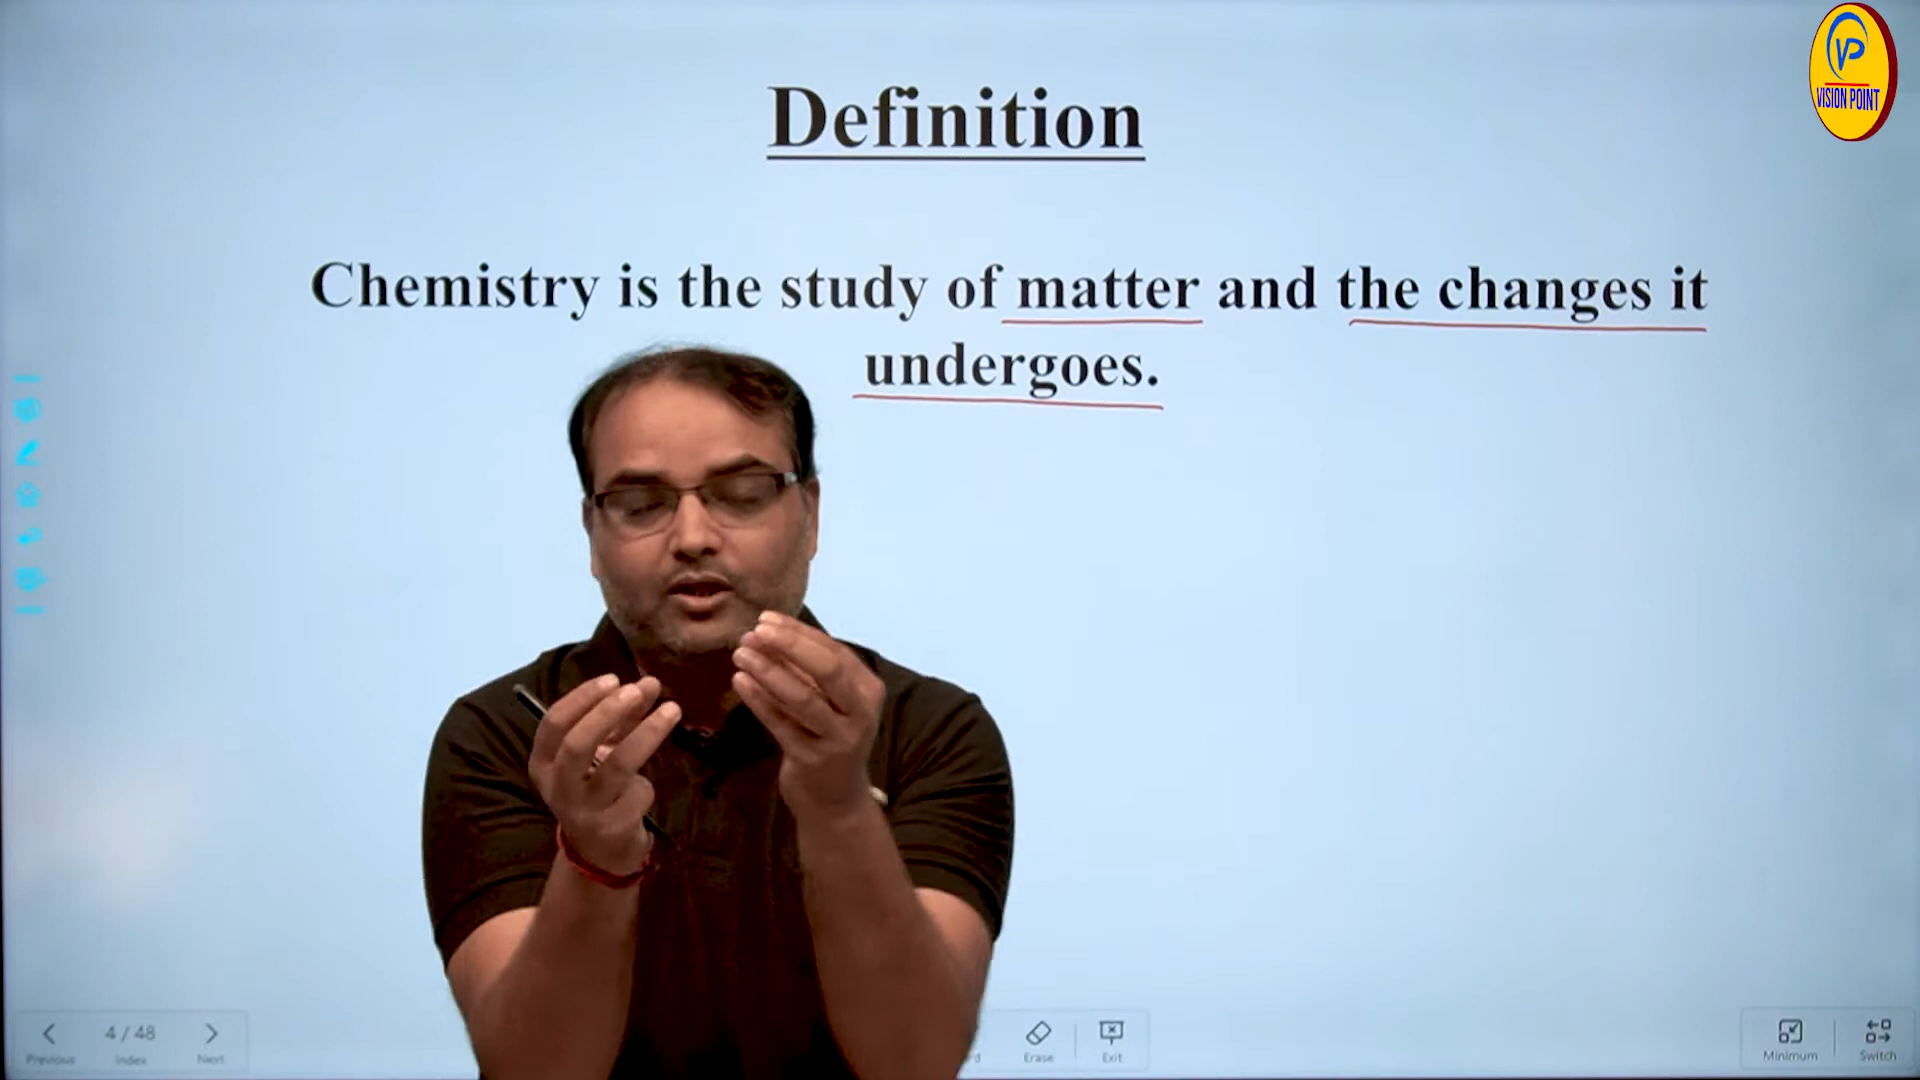 VP
VISION POINT
Definition
Chemistry is the study of matter and the changes it
undergoes.
4 / 48
Previous
Index
Next
Erase
Exit
Minimum
Switch